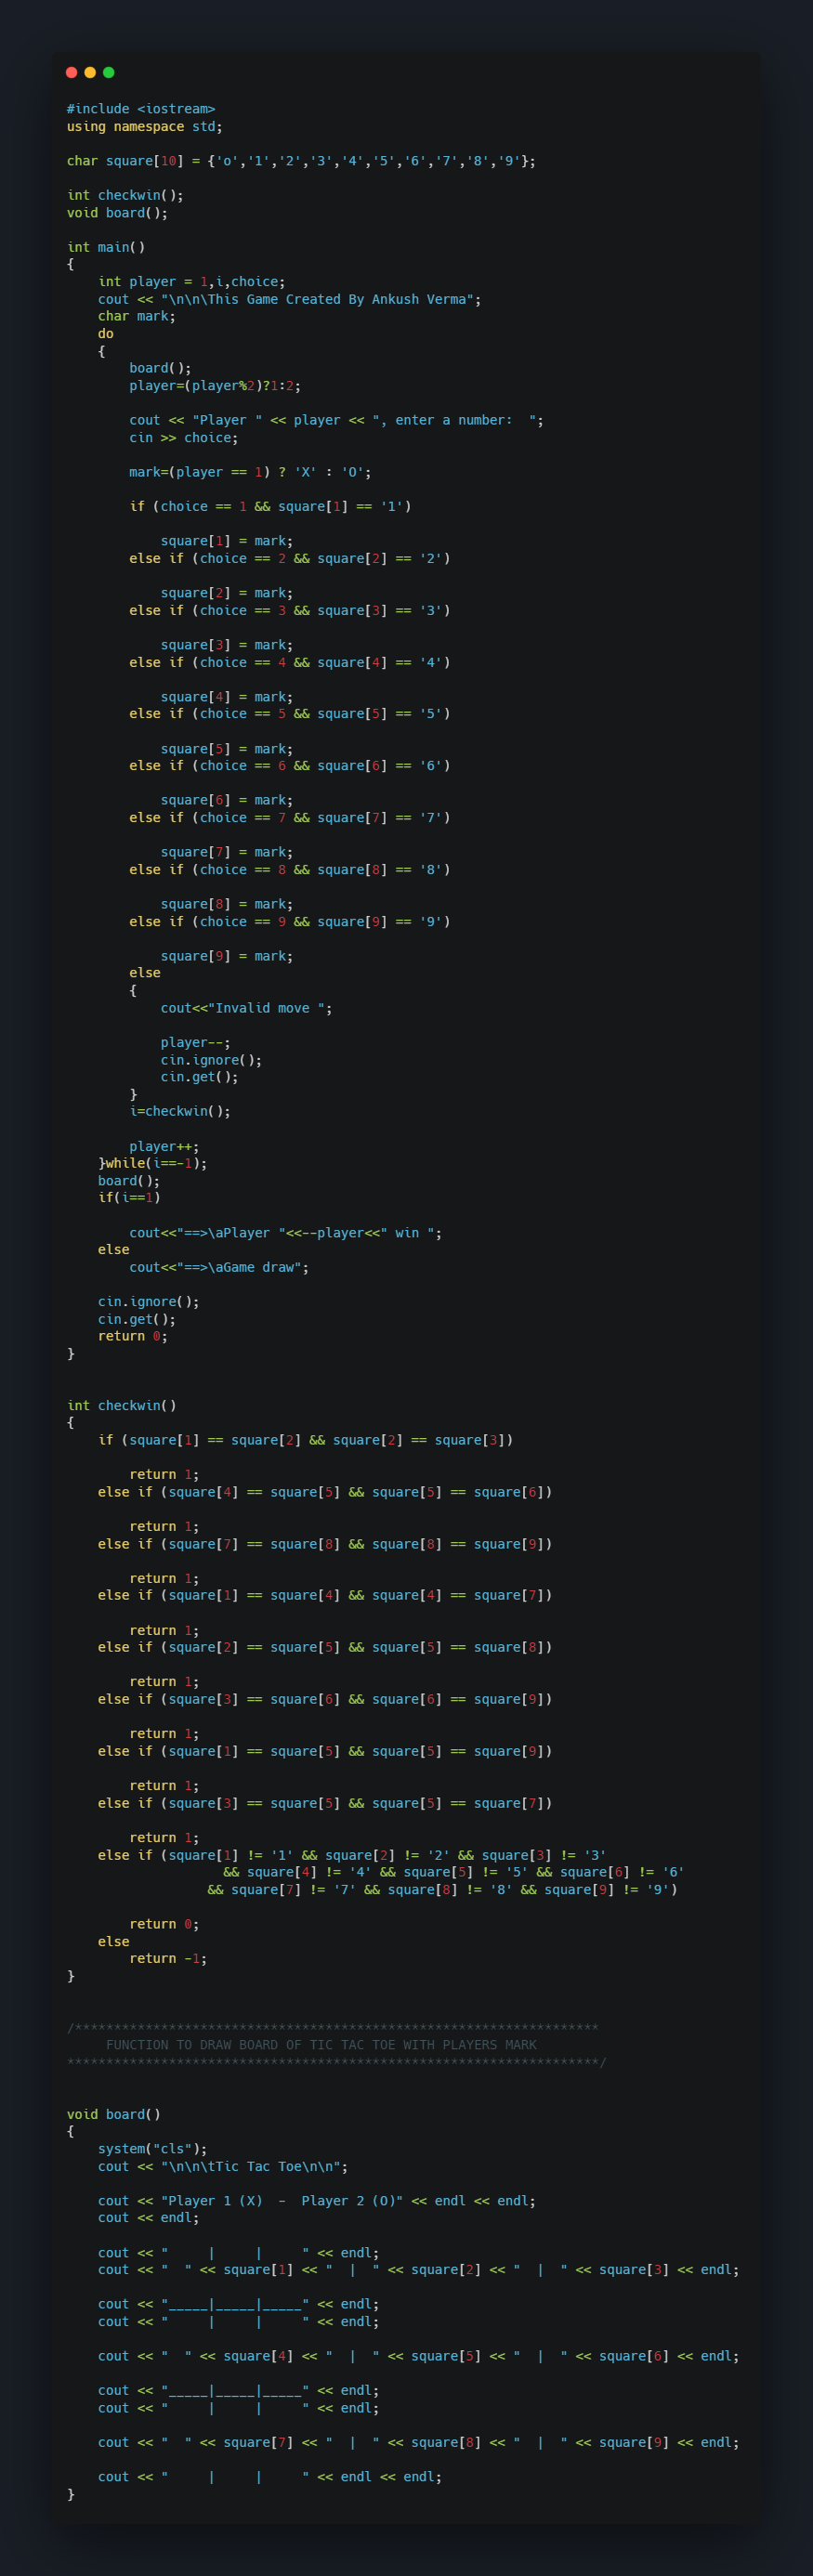 #include <iostream>
using namespace std;

char square[10] = {'o','1','2','3','4','5','6','7','8','9'};

int checkwin();
void board();

int main()
{
    int player = 1,i,choice;
    cout << "\n\n\This Game Created By Ankush Verma";
    char mark;
    do
    {
        board();
        player=(player%2)?1:2;

        cout << "Player " << player << ", enter a number:  ";
        cin >> choice;

        mark=(player == 1) ? 'X' : 'O';

        if (choice == 1 && square[1] == '1')

            square[1] = mark;
        else if (choice == 2 && square[2] == '2')

            square[2] = mark;
        else if (choice == 3 && square[3] == '3')

            square[3] = mark;
        else if (choice == 4 && square[4] == '4')

            square[4] = mark;
        else if (choice == 5 && square[5] == '5')

            square[5] = mark;
        else if (choice == 6 && square[6] == '6')

            square[6] = mark;
        else if (choice == 7 && square[7] == '7')

            square[7] = mark;
        else if (choice == 8 && square[8] == '8')

            square[8] = mark;
        else if (choice == 9 && square[9] == '9')

            square[9] = mark;
        else
        {
            cout<<"Invalid move ";

            player--;
            cin.ignore();
            cin.get();
        }
        i=checkwin();

        player++;
    }while(i==-1);
    board();
    if(i==1)

        cout<<"==>\aPlayer "<<--player<<" win ";
    else
        cout<<"==>\aGame draw";

    cin.ignore();
    cin.get();
    return 0;
}


int checkwin()
{
    if (square[1] == square[2] && square[2] == square[3])

        return 1;
    else if (square[4] == square[5] && square[5] == square[6])

        return 1;
    else if (square[7] == square[8] && square[8] == square[9])

        return 1;
    else if (square[1] == square[4] && square[4] == square[7])

        return 1;
    else if (square[2] == square[5] && square[5] == square[8])

        return 1;
    else if (square[3] == square[6] && square[6] == square[9])

        return 1;
    else if (square[1] == square[5] && square[5] == square[9])

        return 1;
    else if (square[3] == square[5] && square[5] == square[7])

        return 1;
    else if (square[1] != '1' && square[2] != '2' && square[3] != '3'
                    && square[4] != '4' && square[5] != '5' && square[6] != '6'
                  && square[7] != '7' && square[8] != '8' && square[9] != '9')

        return 0;
    else
        return -1;
}


/*******************************************************************
     FUNCTION TO DRAW BOARD OF TIC TAC TOE WITH PLAYERS MARK
********************************************************************/


void board()
{
    system("cls");
    cout << "\n\n\tTic Tac Toe\n\n";

    cout << "Player 1 (X)  -  Player 2 (O)" << endl << endl;
    cout << endl;

    cout << "     |     |     " << endl;
    cout << "  " << square[1] << "  |  " << square[2] << "  |  " << square[3] << endl;

    cout << "_____|_____|_____" << endl;
    cout << "     |     |     " << endl;

    cout << "  " << square[4] << "  |  " << square[5] << "  |  " << square[6] << endl;

    cout << "_____|_____|_____" << endl;
    cout << "     |     |     " << endl;

    cout << "  " << square[7] << "  |  " << square[8] << "  |  " << square[9] << endl;

    cout << "     |     |     " << endl << endl;
}